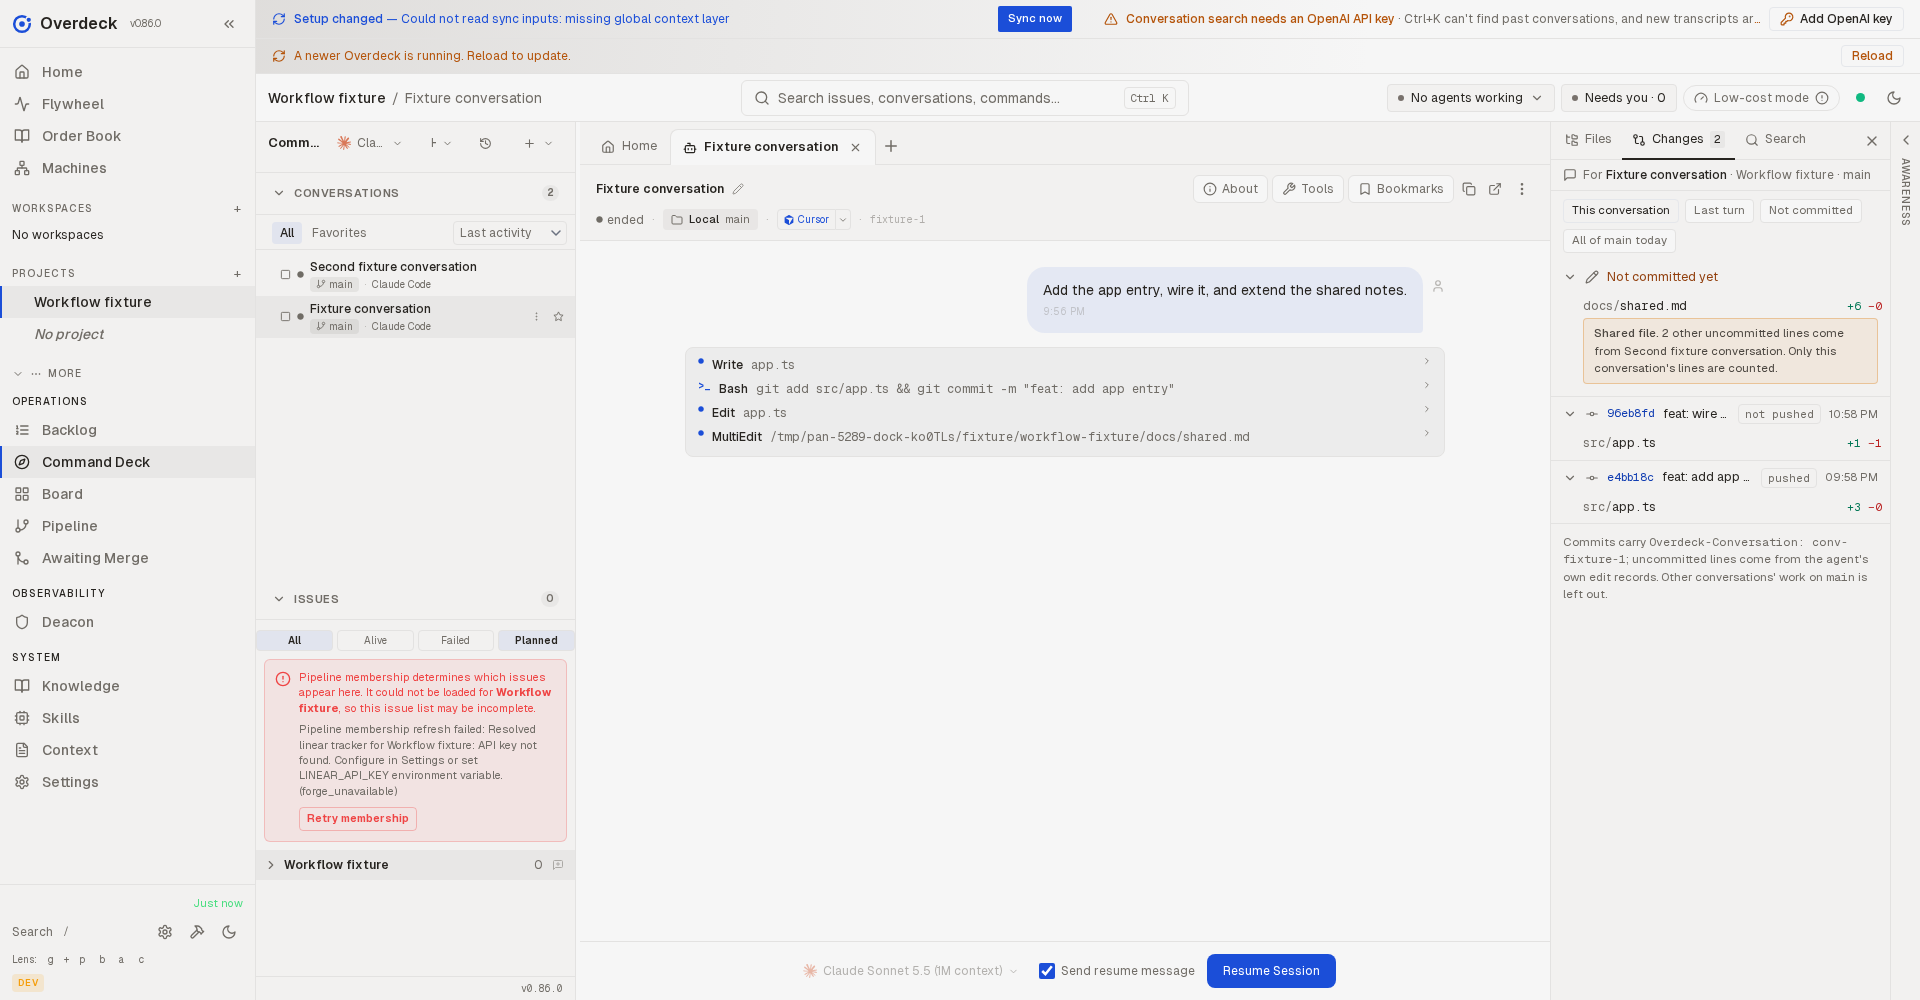 Overdeck v0.86.0
Home
Flywheel
Order Book
Machines
WORKSPACES +
No workspaces
PROJECTS +
Workflow fixture
No project
··· MORE
OPERATIONS
Backlog
Command Deck
Board
Pipeline
Awaiting Merge
OBSERVABILITY
Deacon
SYSTEM
Knowledge
Skills
Context
Settings
Just now
Search /
Lens: g + p b a c
DEV
Setup changed — Could not read sync inputs: missing global context layer
Sync now
Conversation search needs an OpenAI API key · Ctrl+K can't find past conversations, and new transcripts ar…
Add OpenAI key
A newer Overdeck is running. Reload to update.
Reload
Workflow fixture / Fixture conversation
Search issues, conversations, commands...
Ctrl K
No agents working
Needs you · 0
Low-cost mode
Comm...
Cla...
CONVERSATIONS 2
All Favorites
Last activity
Second fixture conversation
main · Claude Code
Fixture conversation
main · Claude Code
ISSUES 0
All Alive Failed Planned
Pipeline membership determines which issues
appear here. It could not be loaded for Workflow
fixture, so this issue list may be incomplete.
Pipeline membership refresh failed: Resolved
linear tracker for Workflow fixture: API key not
found. Configure in Settings or set
LINEAR_API_KEY environment variable.
(forge_unavailable)
Retry membership
Workflow fixture 0
v0.86.0
Home
Fixture conversation
Fixture conversation
About
Tools
Bookmarks
ended · Local main · Cursor · fixture-1
Add the app entry, wire it, and extend the shared notes.
9:56 PM
Write app.ts
>_ Bash git add src/app.ts && git commit -m "feat: add app entry"
Edit app.ts
MultiEdit /tmp/pan-5289-dock-ko0TLs/fixture/workflow-fixture/docs/shared.md
Claude Sonnet 5.5 (1M context)
Send resume message
Resume Session
Files
Changes 2
Search
For Fixture conversation · Workflow fixture · main
This conversation
Last turn
Not committed
All of main today
Not committed yet
docs/shared.md +6 −0
Shared file. 2 other uncommitted lines come
from Second fixture conversation. Only this
conversation's lines are counted.
96eb8fd feat: wire … not pushed 10:58 PM
src/app.ts +1 −1
e4bb18c feat: add app … pushed 09:58 PM
src/app.ts +3 −0
Commits carry Overdeck-Conversation: conv-
fixture-1; uncommitted lines come from the agent's
own edit records. Other conversations' work on main is
left out.
AWARENESS